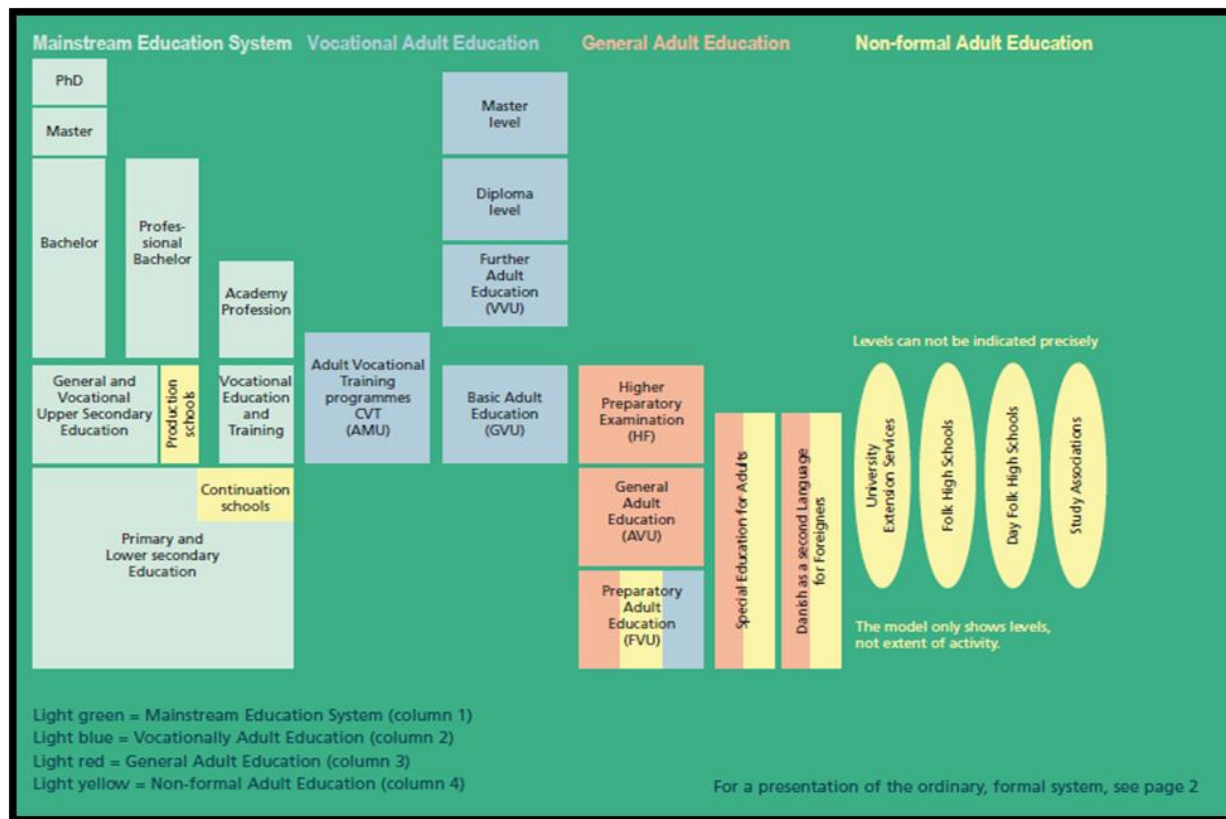 Mainstream Education System
Vocational Adult Education
General Adult Education
Non-formal Adult Education
PhD
Master
Bachelor
Profes-
sional
Bachelor
Academy
Profession
General and
Vocational
Upper Secondary
Education
Production
schools
Vocational
Education
and
Training
Continuation
schools
Primary and
Lower secondary
Education
Master
level
Diploma
level
Further
Adult
Education
(VVU)
Adult Vocational
Training
programmes
CVT
(AMU)
Basic Adult
Education
(GVU)
Higher
Preparatory
Examination
(HF)
General
Adult
Education
(AVU)
Preparatory
Adult
Education
(FVU)
Special Education for Adults
Danish as a second Language
for Foreigners
Levels can not be indicated precisely
University
Extension Services
Folk High Schools
Day Folk High Schools
Study Associations
The model only shows levels,
not extent of activity.
Light green = Mainstream Education System (column 1)
Light blue = Vocationally Adult Education (column 2)
Light red = General Adult Education (column 3)
Light yellow = Non-formal Adult Education (column 4)
For a presentation of the ordinary, formal system, see page 2